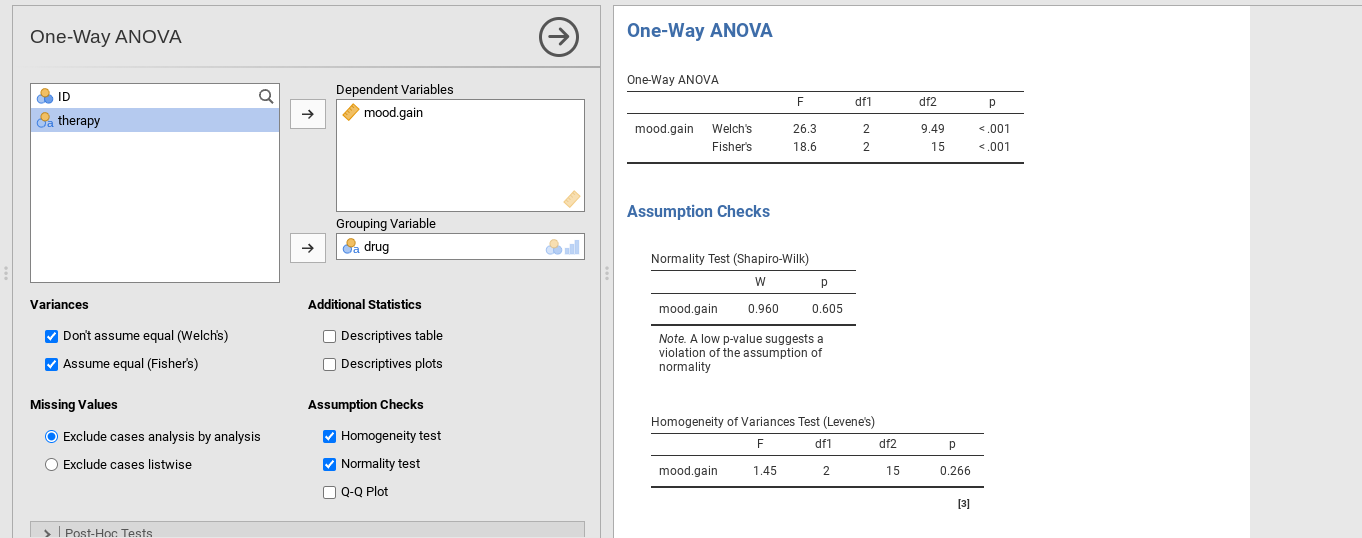 One-Way ANOVA
ID
therapy
Dependent Variables
mood.gain
Grouping Variable
drug
Variances
Don't assume equal (Welch's)
Assume equal (Fisher's)
Additional Statistics
Descriptives table
Descriptives plots
Missing Values
Exclude cases analysis by analysis
Exclude cases listwise
Assumption Checks
Homogeneity test
Normality test
Q-Q Plot
Post-Hoc Tests
One-Way ANOVA
One-Way ANOVA
F df1 df2 p
mood.gain Welch's 26.3 2 9.49 < .001
Fisher's 18.6 2 15 < .001
Assumption Checks
Normality Test (Shapiro-Wilk)
W p
mood.gain 0.960 0.605
Note. A low p-value suggests a
violation of the assumption of
normality
Homogeneity of Variances Test (Levene's)
F df1 df2 p
mood.gain 1.45 2 15 0.266
[3]